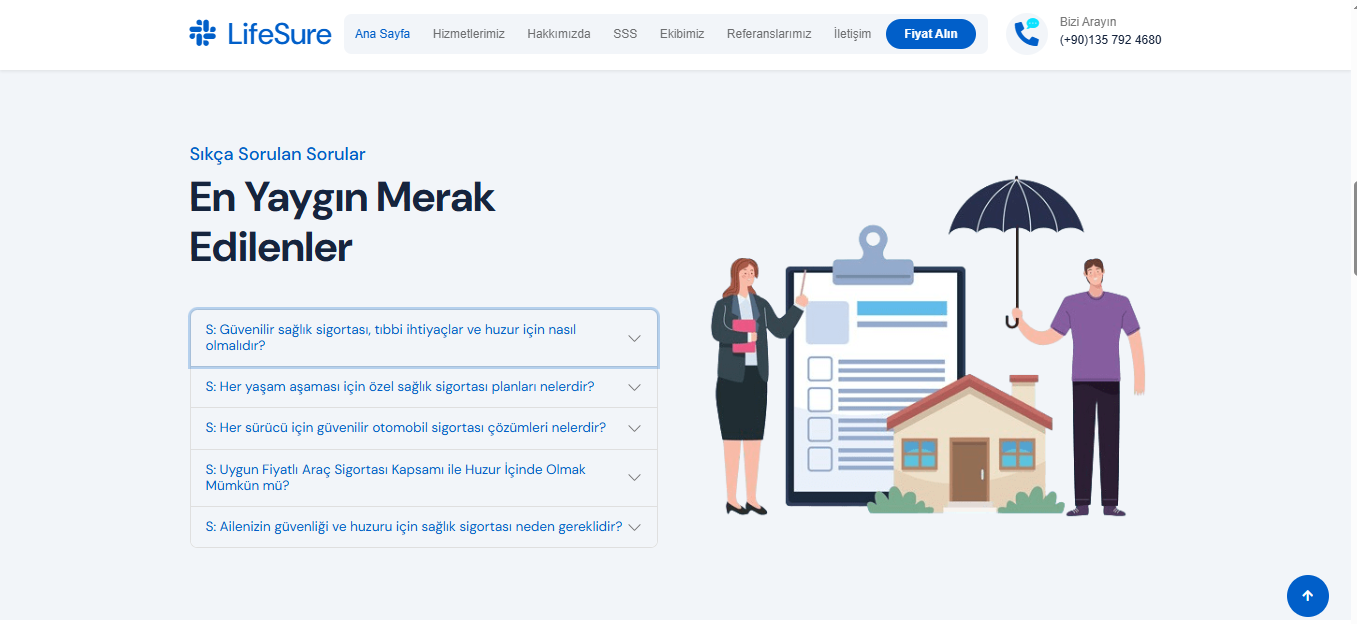 LifeSure
Ana Sayfa
Hizmetlerimiz
Hakkımızda
SSS
Ekibimiz
Referanslarımız
İletişim
Fiyat Alın
Bizi Arayın
(+90)135 792 4680
Sıkça Sorulan Sorular
En Yaygın Merak
Edilenler
S: Güvenilir sağlık sigortası, tıbbi ihtiyaçlar ve huzur için nasıl
olmalıdır?
S: Her yaşam aşaması için özel sağlık sigortası planları nelerdir?
S: Her sürücü için güvenilir otomobil sigortası çözümleri nelerdir?
S: Uygun Fiyatlı Araç Sigortası Kapsamı ile Huzur İçinde Olmak
Mümkün mü?
S: Ailenizin güvenliği ve huzuru için sağlık sigortası neden gereklidir?